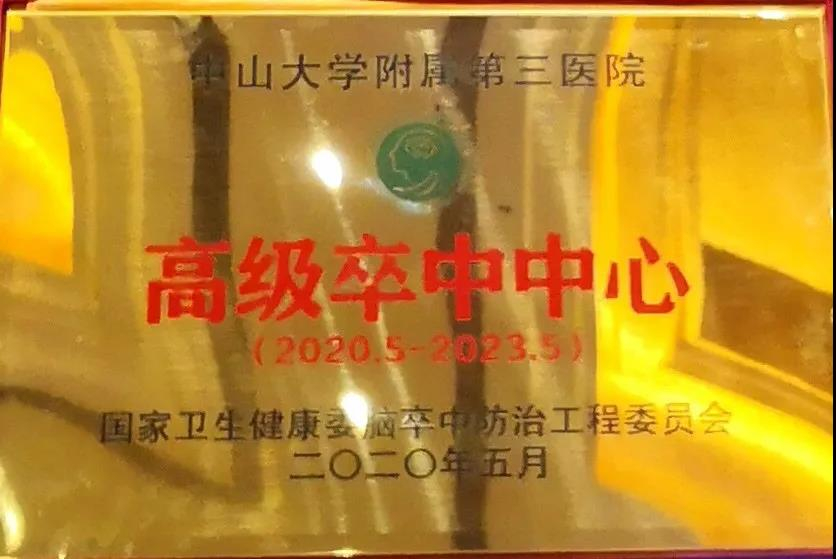 中山大学附属第三医院
高级卒中中心
(2020.5-2023.5)
国家卫生健康委脑卒中防治工程委员会
二〇二〇年五月